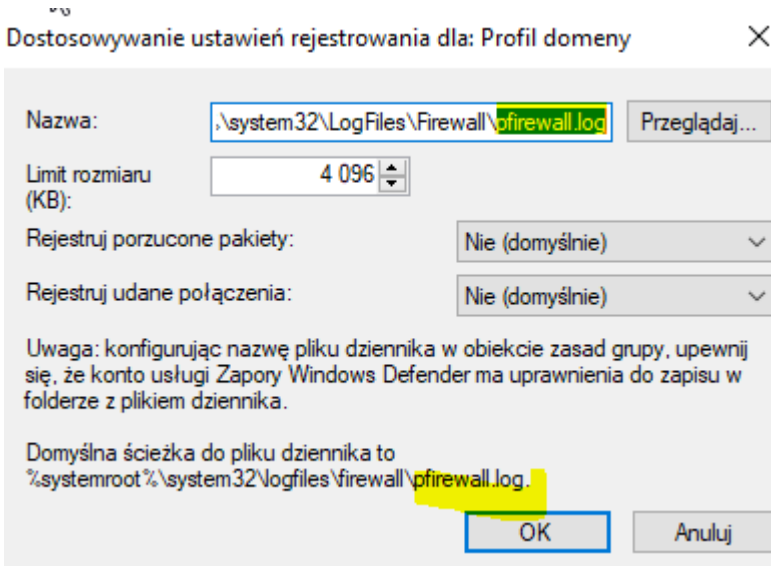 Dostosowywanie ustawień rejestrowania dla: Profil domeny
Nazwa:
\system32\LogFiles\Firewall\pfirewall.log
Przeglądaj...
Limit rozmiaru
(KB):
4 096
Rejestruj porzucone pakiety:
Nie (domyślnie)
Rejestruj udane połączenia:
Nie (domyślnie)
Uwaga: konfigurując nazwę pliku dziennika w obiekcie zasad grupy, upewnij
się, że konto usługi Zapory Windows Defender ma uprawnienia do zapisu w
folderze z plikiem dziennika.
Domyślna ścieżka do pliku dziennika to
%systemroot%\system32\logfiles\firewall\pfirewall.log.
OK
Anuluj